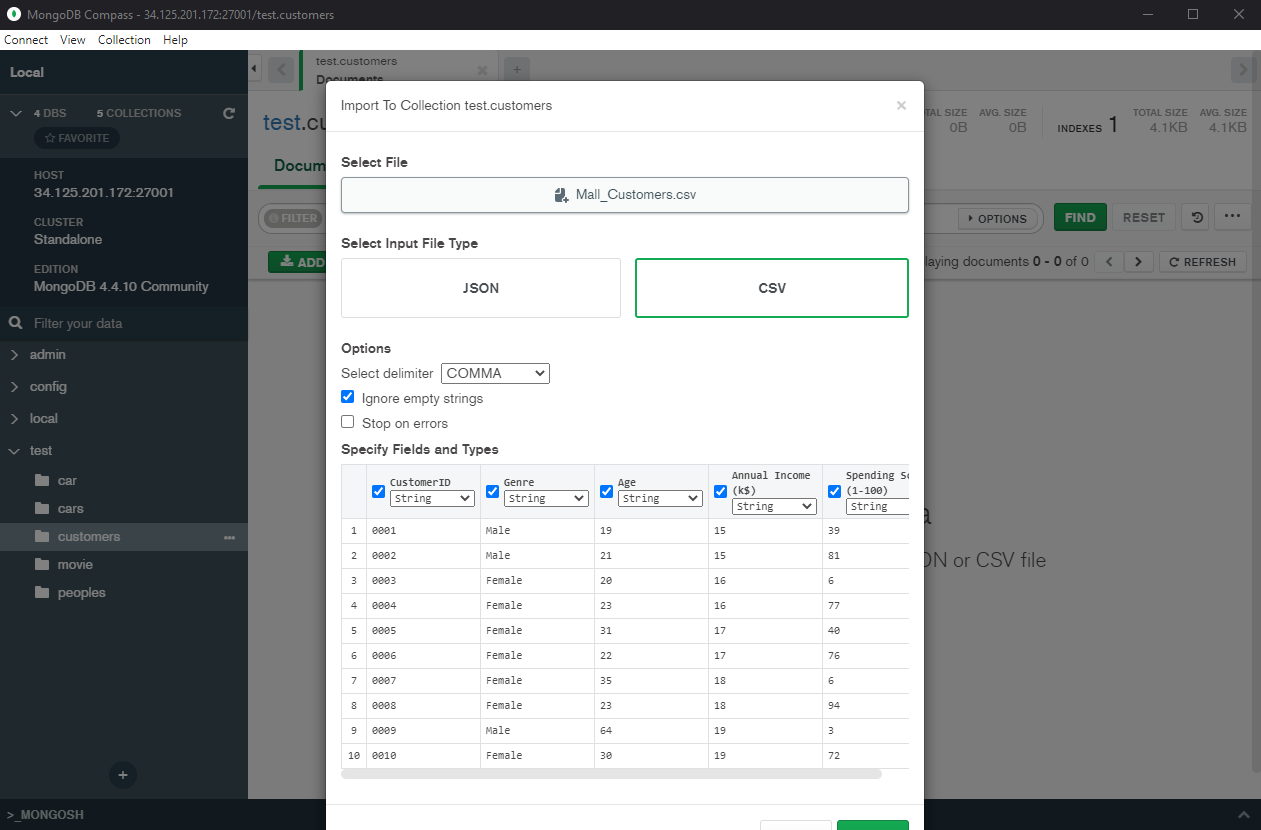 MongoDB Compass - 34.125.201.172:27001/test.customers
Connect View Collection Help
Local
4 DBS 5 COLLECTIONS
FAVORITE
HOST
34.125.201.172:27001
CLUSTER
Standalone
EDITION
MongoDB 4.4.10 Community
Filter your data
admin
config
local
test
car
cars
customers
movie
peoples
>_MONGOSH
test.customers
Documents
test.cu
TAL SIZE AVG. SIZE
0B 0B
INDEXES 1
TOTAL SIZE AVG. SIZE
4.1KB 4.1KB
Docum
FILTER
OPTIONS
FIND
RESET
ADD
laying documents 0 - 0 of 0
REFRESH
a
ON or CSV file
Import To Collection test.customers
Select File
Mall_Customers.csv
Select Input File Type
JSON CSV
Options
Select delimiter COMMA
Ignore empty strings
Stop on errors
Specify Fields and Types
CustomerID Genre Age Annual Income (k$) Spending Sc (1-100)
String String String String String
1 0001 Male 19 15 39
2 0002 Male 21 15 81
3 0003 Female 20 16 6
4 0004 Female 23 16 77
5 0005 Female 31 17 40
6 0006 Female 22 17 76
7 0007 Female 35 18 6
8 0008 Female 23 18 94
9 0009 Male 64 19 3
10 0010 Female 30 19 72